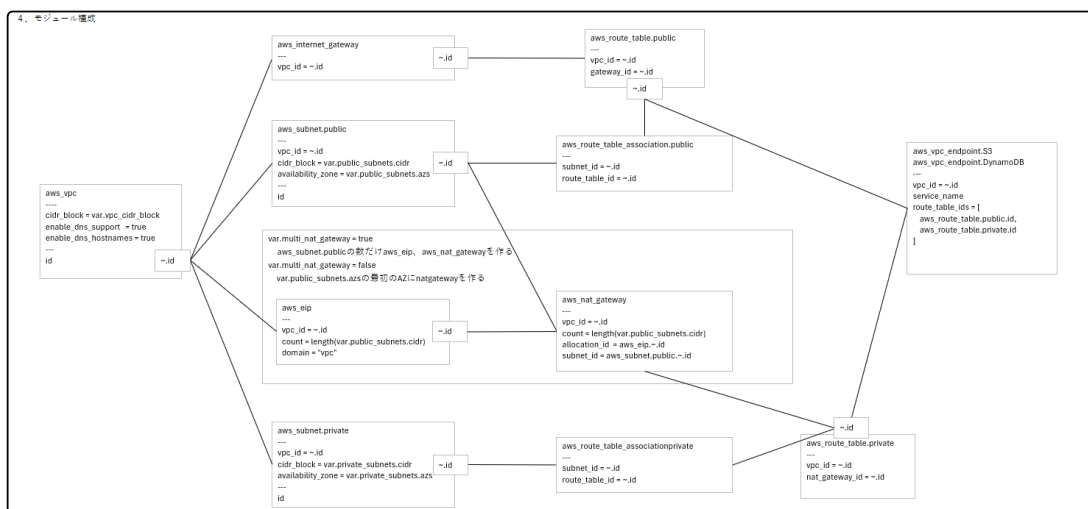 4．モジュール構成
aws_internet_gateway
---
vpc_id = ~.id
~.id
aws_route_table.public
---
vpc_id = ~.id
gateway_id = ~.id
~.id
aws_subnet.public
---
vpc_id = ~.id
cidr_block = var.public_subnets.cidr
availability_zone = var.public_subnets.azs
---
id
~.id
aws_route_table_association.public
---
subnet_id = ~.id
route_table_id = ~.id
aws_vpc_endpoint.S3
aws_vpc_endpoint.DynamoDB
---
vpc_id = ~.id
service_name
route_table_ids = [
aws_route_table.public.id,
aws_route_table.private.id
]
aws_vpc
----
cidr_block = var.vpc_cidr_block
enable_dns_support = true
enable_dns_hostnames = true
---
id
~.id
var.multi_nat_gateway = true
aws_subnet.publicの数だけaws_eip、aws_nat_gatewayを作る
var.multi_nat_gateway = false
var.public_subnets.azsの最初のAZにnatgatewayを作る
aws_eip
---
vpc_id = ~.id
count = length(var.public_subnets.cidr)
domain = "vpc"
~.id
aws_nat_gateway
---
vpc_id = ~.id
count = length(var.public_subnets.cidr)
allocation_id = aws_eip.~.id
subnet_id = aws_subnet.public.~.id
aws_subnet.private
---
vpc_id = ~.id
cidr_block = var.private_subnets.cidr
availability_zone = var.private_subnets.azs
---
id
~.id
aws_route_table_associationprivate
---
subnet_id = ~.id
route_table_id = ~.id
~.id
aws_route_table.private
---
vpc_id = ~.id
nat_gateway_id = ~.id